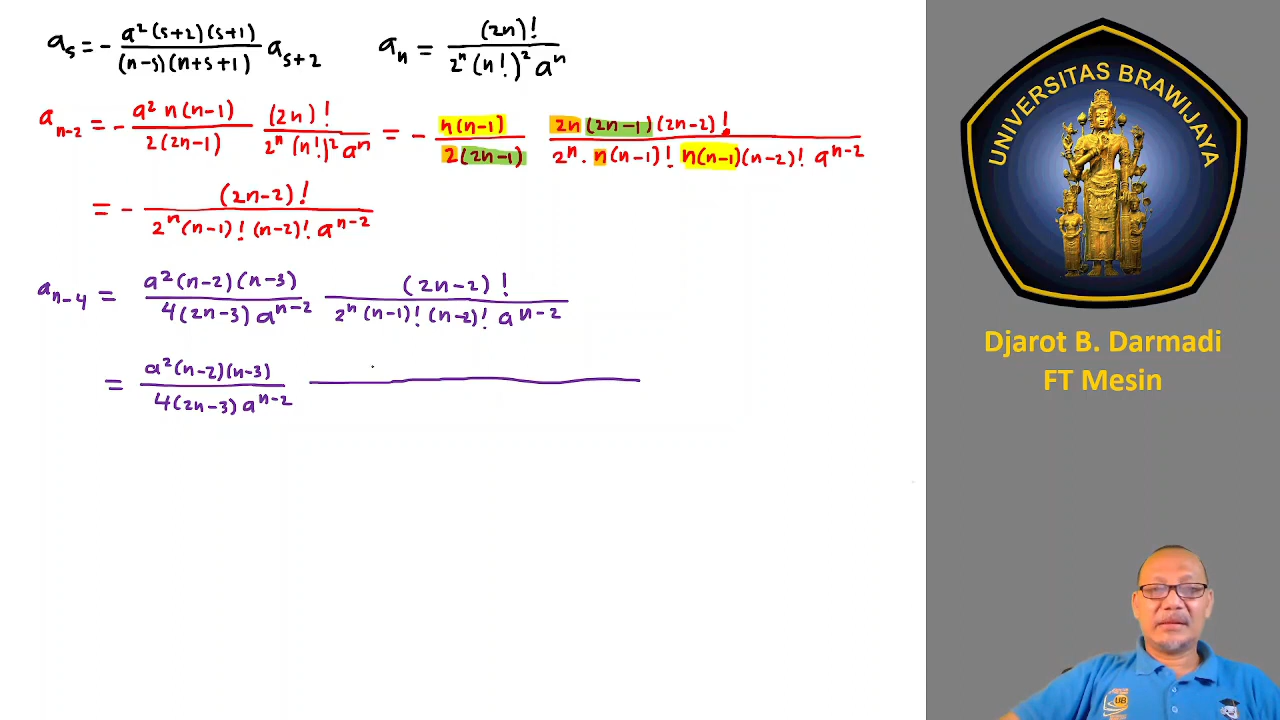 a_s = - a²(s+2)(s+1) / (n-s)(n+s+1) a_{s+2}    a_n = (2n)! / 2ⁿ(n!)² aⁿ
a_{n-2} = - a² n(n-1) / 2(2n-1) (2n)! / 2ⁿ(n!)² aⁿ = - n(n-1) / 2(2n-1) 2n(2n-1)(2n-2)! / 2ⁿ · n(n-1)! n(n-1)(n-2)! a^{n-2}
= - (2n-2)! / 2ⁿ(n-1)! (n-2)! a^{n-2}
a_{n-4} = a²(n-2)(n-3) / 4(2n-3) a^{n-2} (2n-2)! / 2ⁿ(n-1)! (n-2)! a^{n-2}
= a²(n-2)(n-3) / 4(2n-3) a^{n-2}
UNIVERSITAS BRAWIJAYA
Djarot B. Darmadi
FT Mesin
UB